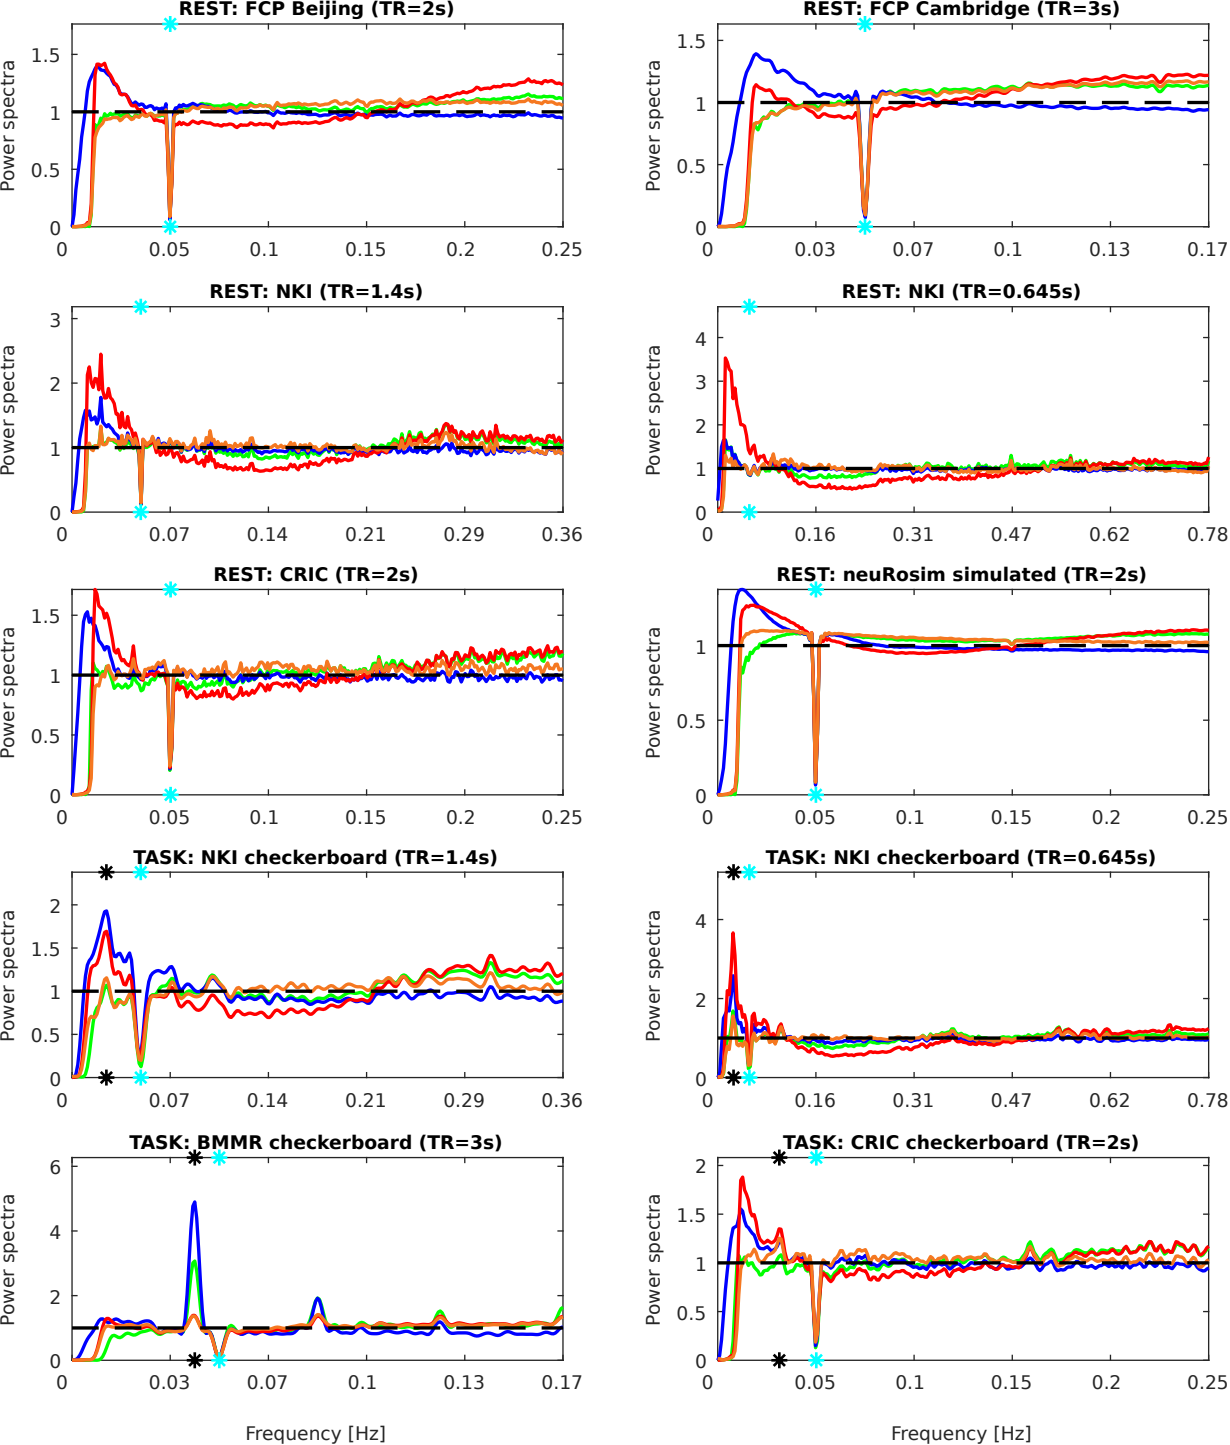 REST: FCP Beijing (TR=2s)
Power spectra
1.5
1
0.5
0
0 0.05 0.1 0.15 0.2 0.25
REST: FCP Cambridge (TR=3s)
Power spectra
1.5
1
0.5
0
0 0.03 0.07 0.1 0.13 0.17
REST: NKI (TR=1.4s)
Power spectra
3
2
1
0
0 0.07 0.14 0.21 0.29 0.36
REST: NKI (TR=0.645s)
Power spectra
4
3
2
1
0
0 0.16 0.31 0.47 0.62 0.78
REST: CRIC (TR=2s)
Power spectra
1.5
1
0.5
0
0 0.05 0.1 0.15 0.2 0.25
REST: neuRosim simulated (TR=2s)
Power spectra
1
0.5
0
0 0.05 0.1 0.15 0.2 0.25
TASK: NKI checkerboard (TR=1.4s)
Power spectra
2
1.5
1
0.5
0
0 0.07 0.14 0.21 0.29 0.36
TASK: NKI checkerboard (TR=0.645s)
Power spectra
4
2
0
0 0.16 0.31 0.47 0.62 0.78
TASK: BMMR checkerboard (TR=3s)
Power spectra
6
4
2
0
0 0.03 0.07 0.1 0.13 0.17
Frequency [Hz]
TASK: CRIC checkerboard (TR=2s)
Power spectra
2
1.5
1
0.5
0
0 0.05 0.1 0.15 0.2 0.25
Frequency [Hz]